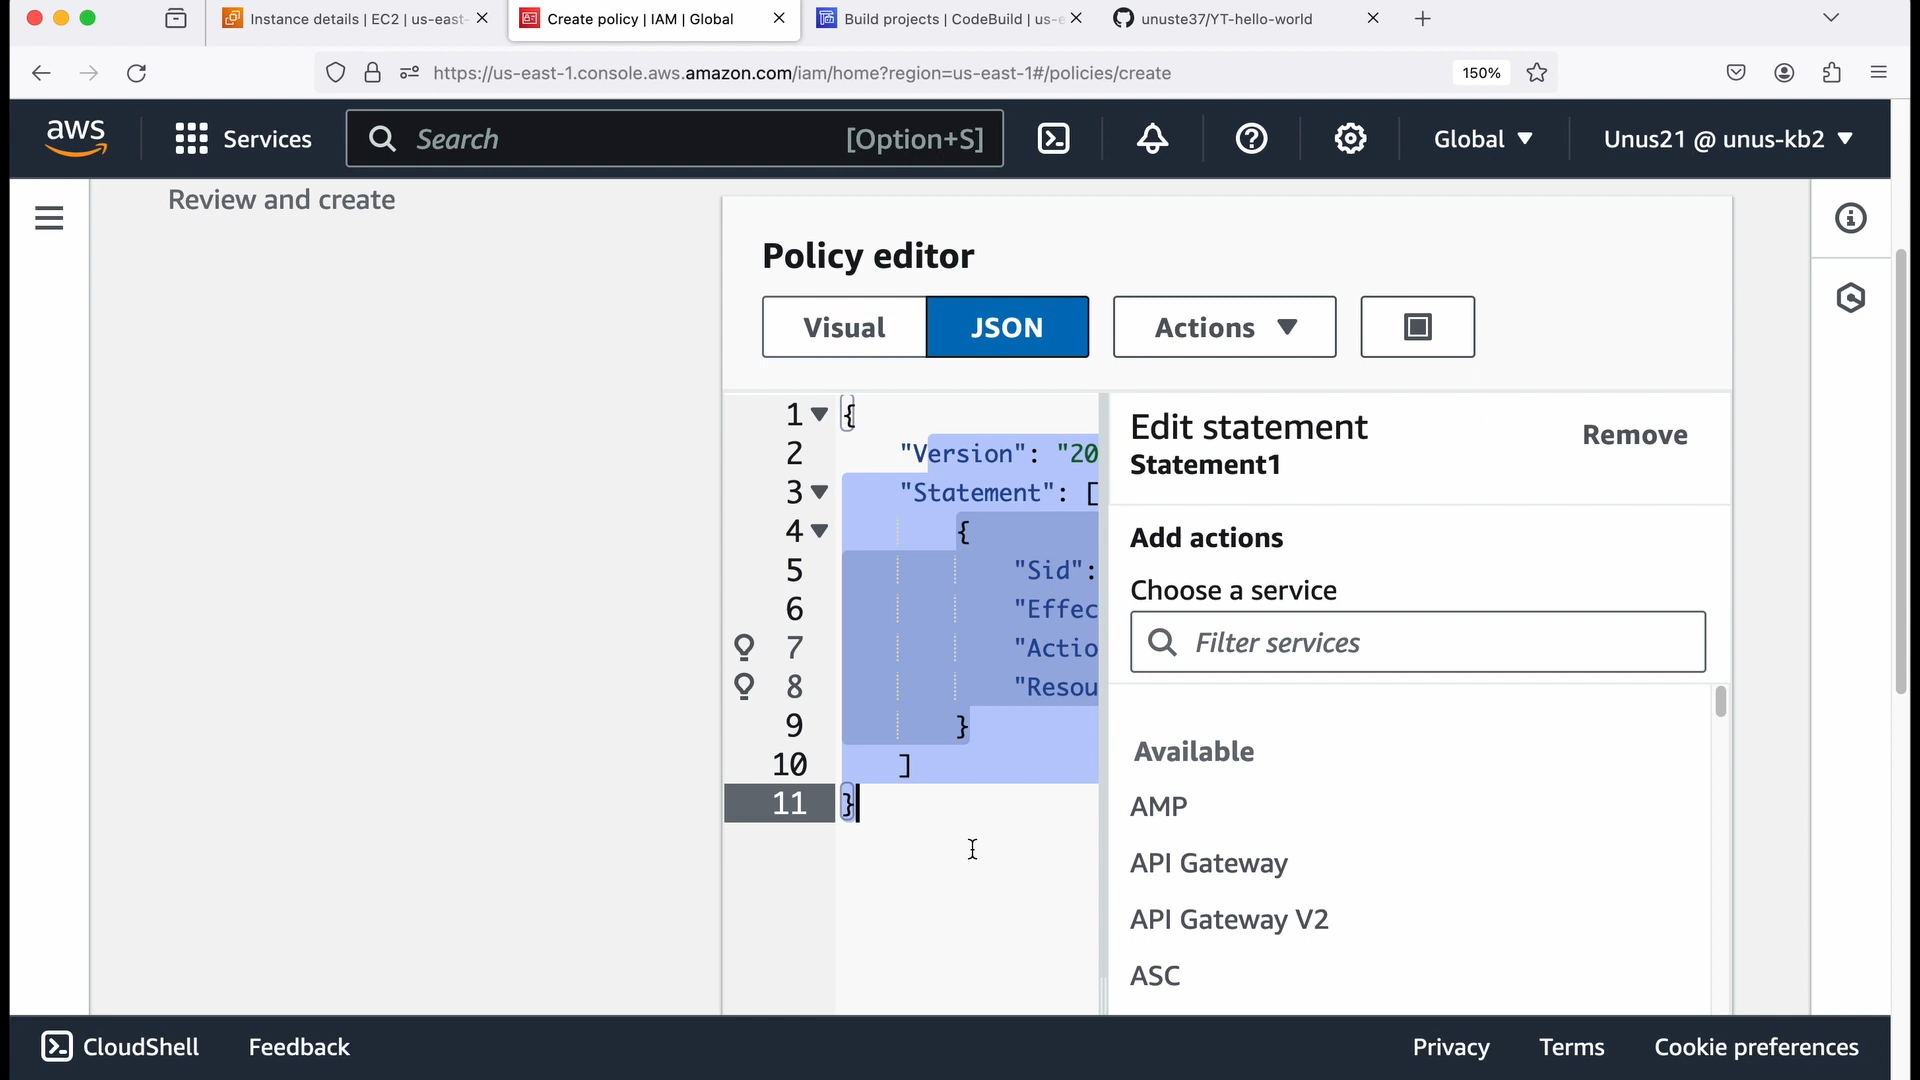 Instance details | EC2 | us-east-
Create policy | IAM | Global
Build projects | CodeBuild | us-e
unuste37/YT-hello-world
https://us-east-1.console.aws.amazon.com/iam/home?region=us-east-1#/policies/create
150%
aws
Services
Search
[Option+S]
Global
Unus21 @ unus-kb2
Review and create
Policy editor
Visual
JSON
Actions
1 {
2 "Version": "20
3 "Statement": [
4 {
5 "Sid":
6 "Effec
7 "Actio
8 "Resou
9 }
10 ]
11 }
Edit statement
Remove
Statement1
Add actions
Choose a service
Filter services
Available
AMP
API Gateway
API Gateway V2
ASC
CloudShell
Feedback
Privacy
Terms
Cookie preferences